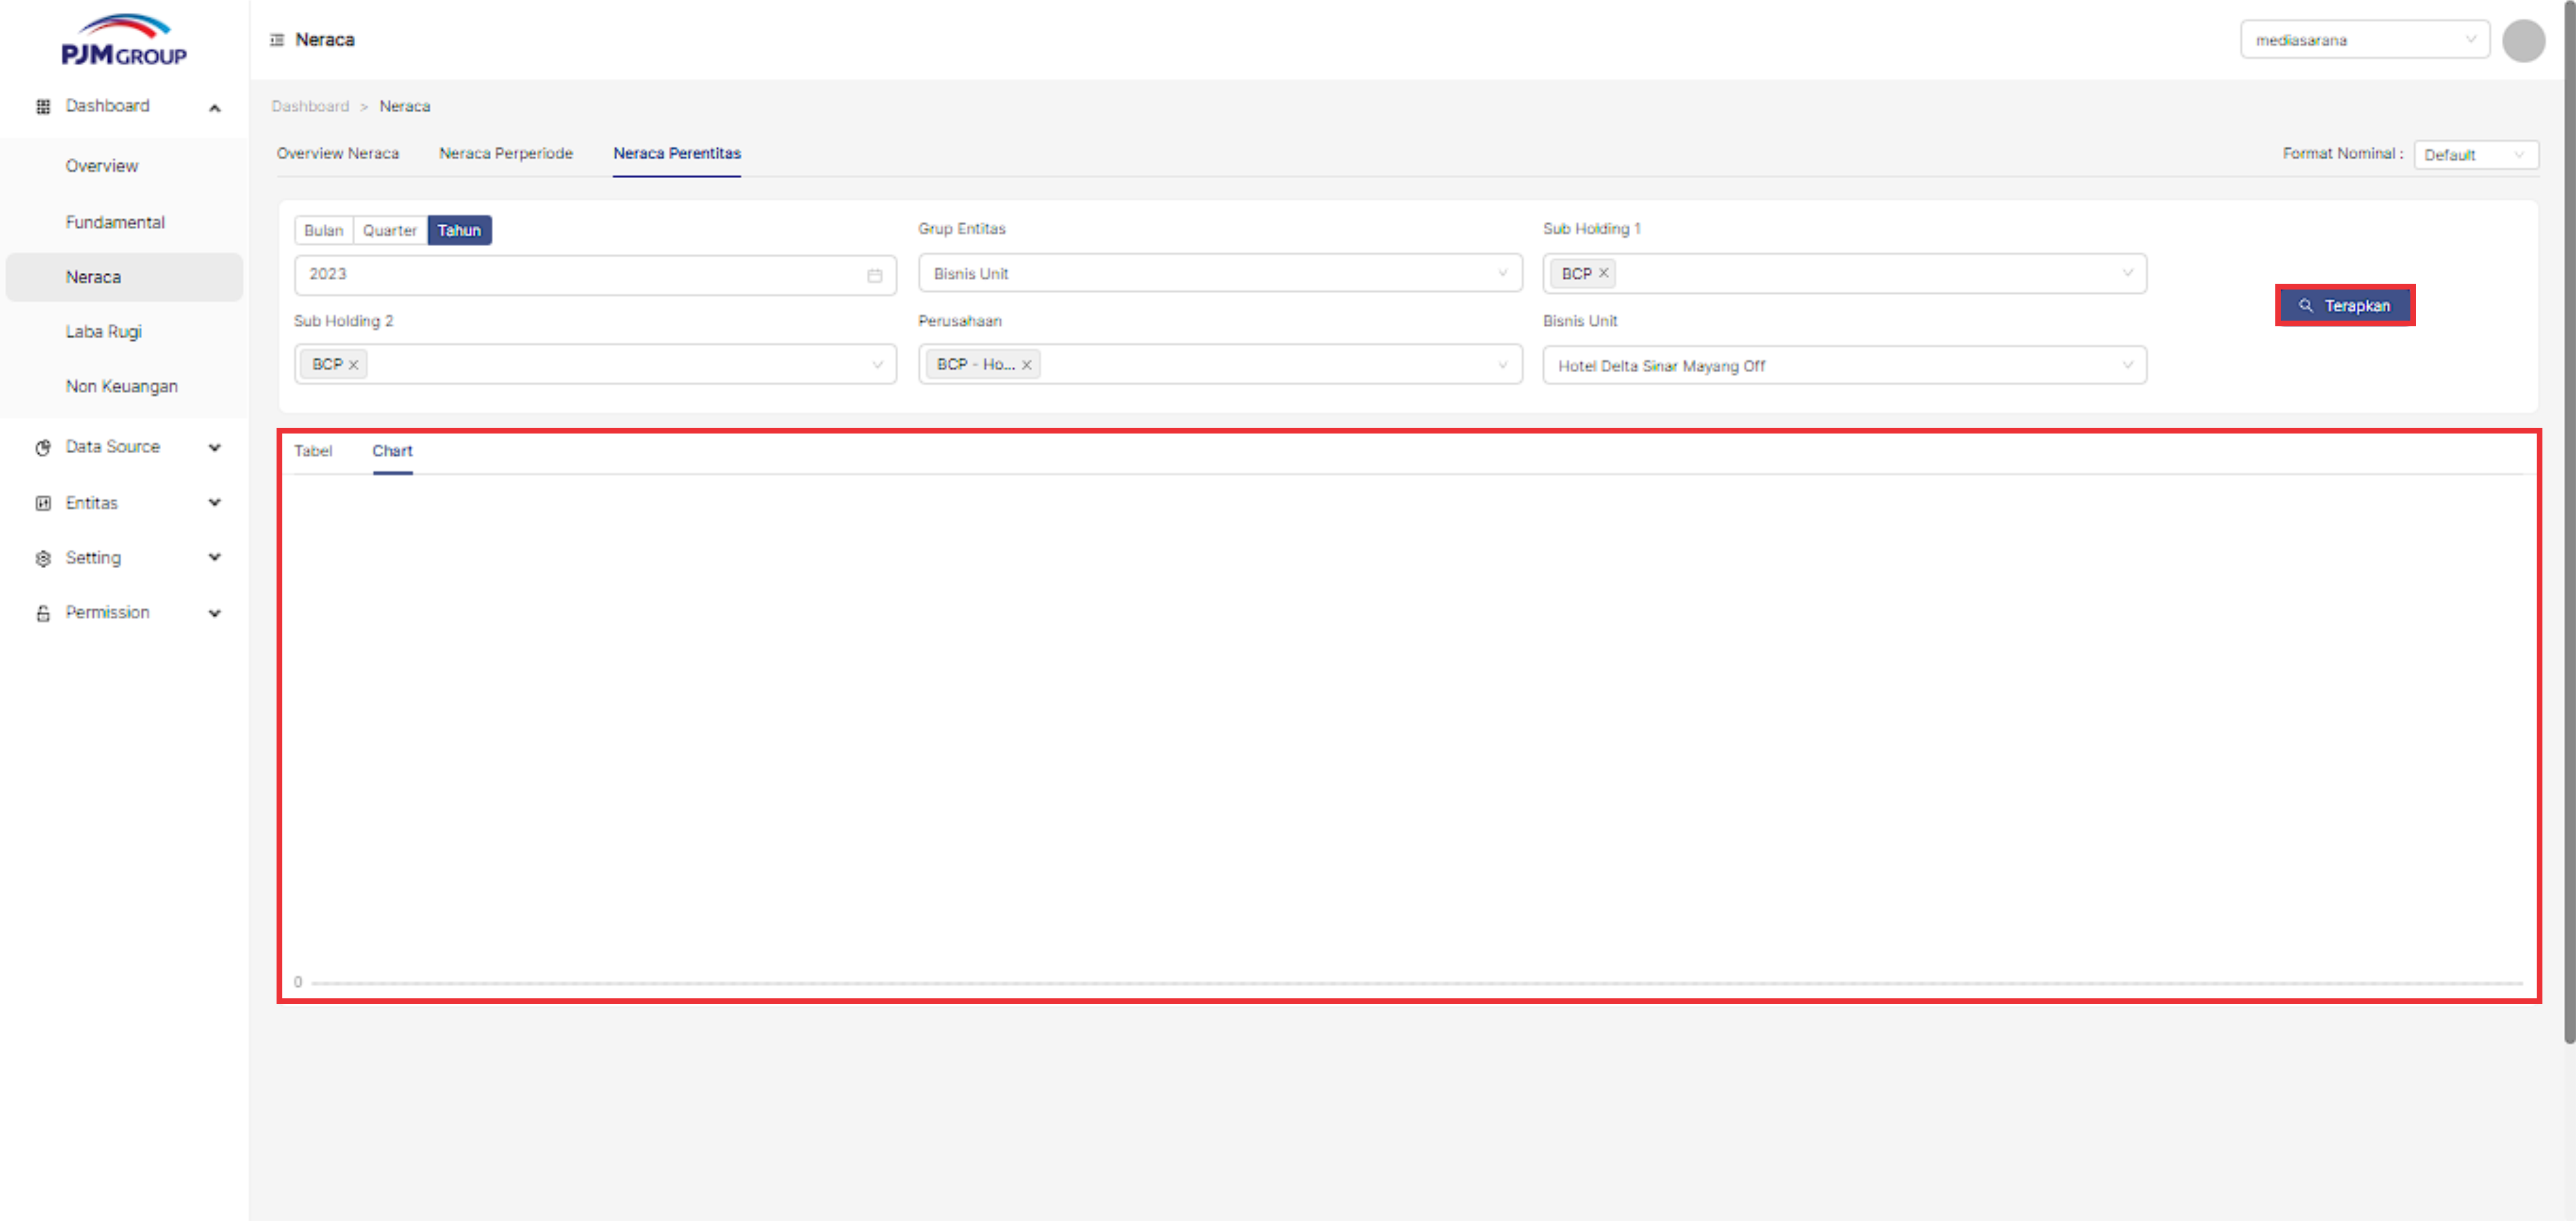 PJM GROUP
Neraca
mediasarana
Dashboard
Dashboard > Neraca
Overview Neraca
Neraca Perperiode
Neraca Perentitas
Format Nominal :
Default
Overview
Fundamental
Neraca
Laba Rugi
Non Keuangan
Data Source
Entitas
Setting
Permission
Bulan
Quarter
Tahun
2023
Grup Entitas
Bisnis Unit
Sub Holding 1
BCP
Terapkan
Sub Holding 2
BCP
Perusahaan
BCP - Ho...
Bisnis Unit
Hotel Delta Sinar Mayang Off
Tabel
Chart
0